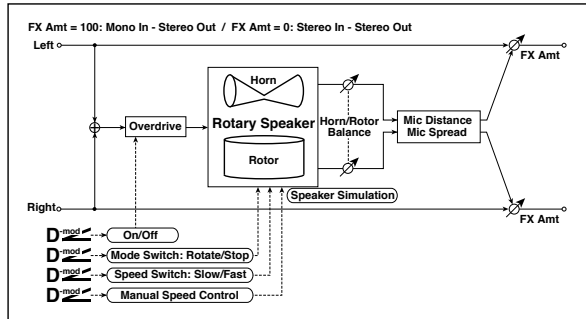 FX Amt = 100: Mono In - Stereo Out / FX Amt = 0: Stereo In - Stereo Out
Left
FX Amt
Horn
Overdrive
Rotary Speaker
Horn/Rotor
Balance
Mic Distance
Mic Spread
Rotor
Speaker Simulation
Right
FX Amt
D-mod
On/Off
D-mod
Mode Switch: Rotate/Stop
D-mod
Speed Switch: Slow/Fast
D-mod
Manual Speed Control